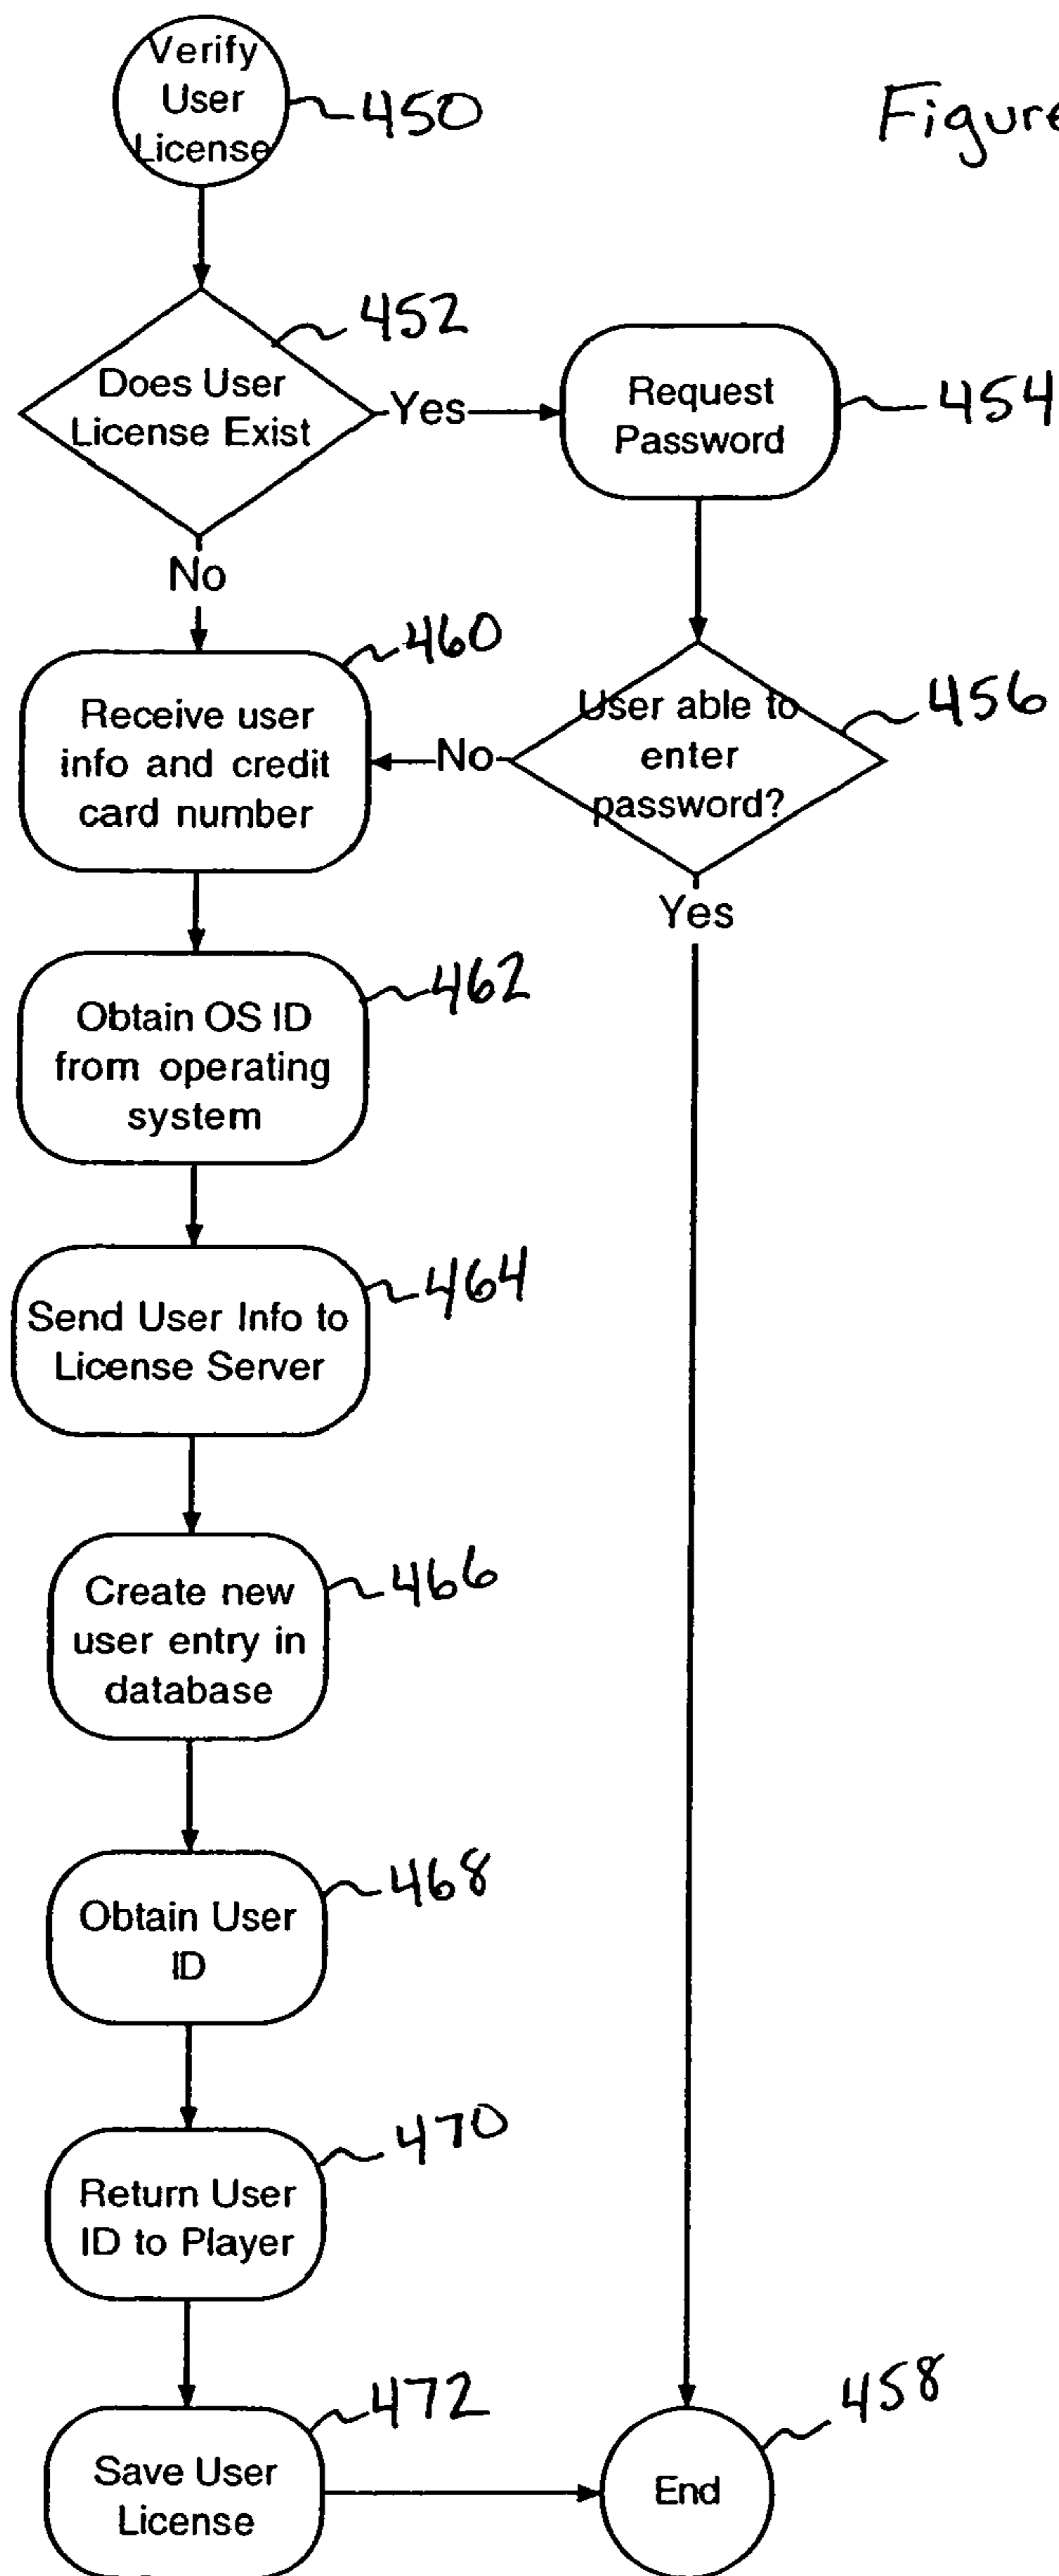 Verify
User
License
450
Figure
452
Does User
License Exist
Yes
Request
Password
454
No
460
Receive user
info and credit
card number
No
User able to
enter
password?
456
Yes
462
Obtain OS ID
from operating
system
464
Send User Info to
License Server
466
Create new
user entry in
database
468
Obtain User
ID
470
Return User
ID to Player
472
Save User
License
458
End